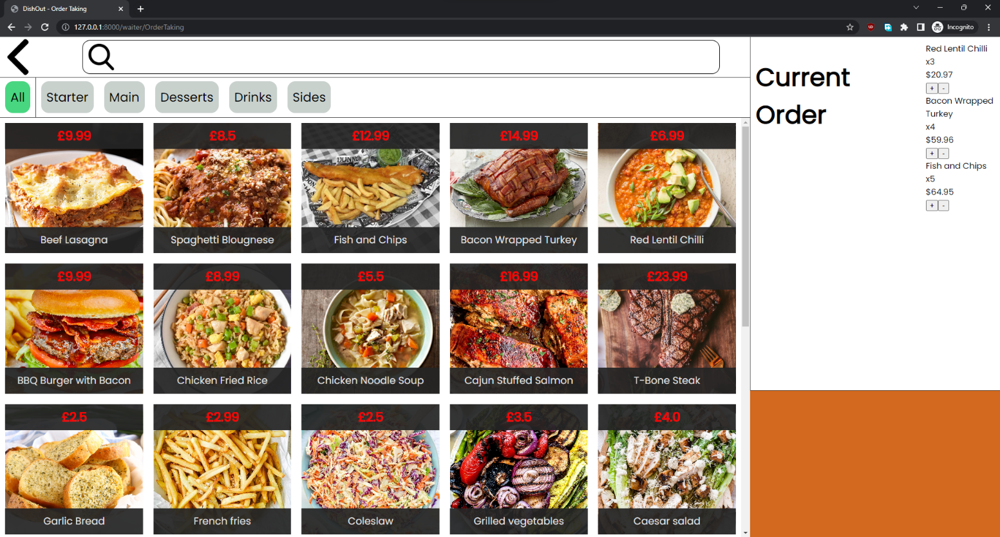 DishOut - Order Taking
127.0.0.1:8000/waiter/OrderTaking
Incognito
All
Starter
Main
Desserts
Drinks
Sides
£9.99
£8.5
£12.99
£14.99
£6.99
Beef Lasagna
Spaghetti Blougnese
Fish and Chips
Bacon Wrapped Turkey
Red Lentil Chilli
£9.99
£8.99
£5.5
£16.99
£23.99
BBQ Burger with Bacon
Chicken Fried Rice
Chicken Noodle Soup
Cajun Stuffed Salmon
T-Bone Steak
£2.5
£2.99
£2.5
£3.5
£4.0
Garlic Bread
French fries
Coleslaw
Grilled vegetables
Caesar salad
Current
Order
Red Lentil Chilli
x3
$20.97
+ -
Bacon Wrapped
Turkey
x4
$59.96
+ -
Fish and Chips
x5
$64.95
+ -